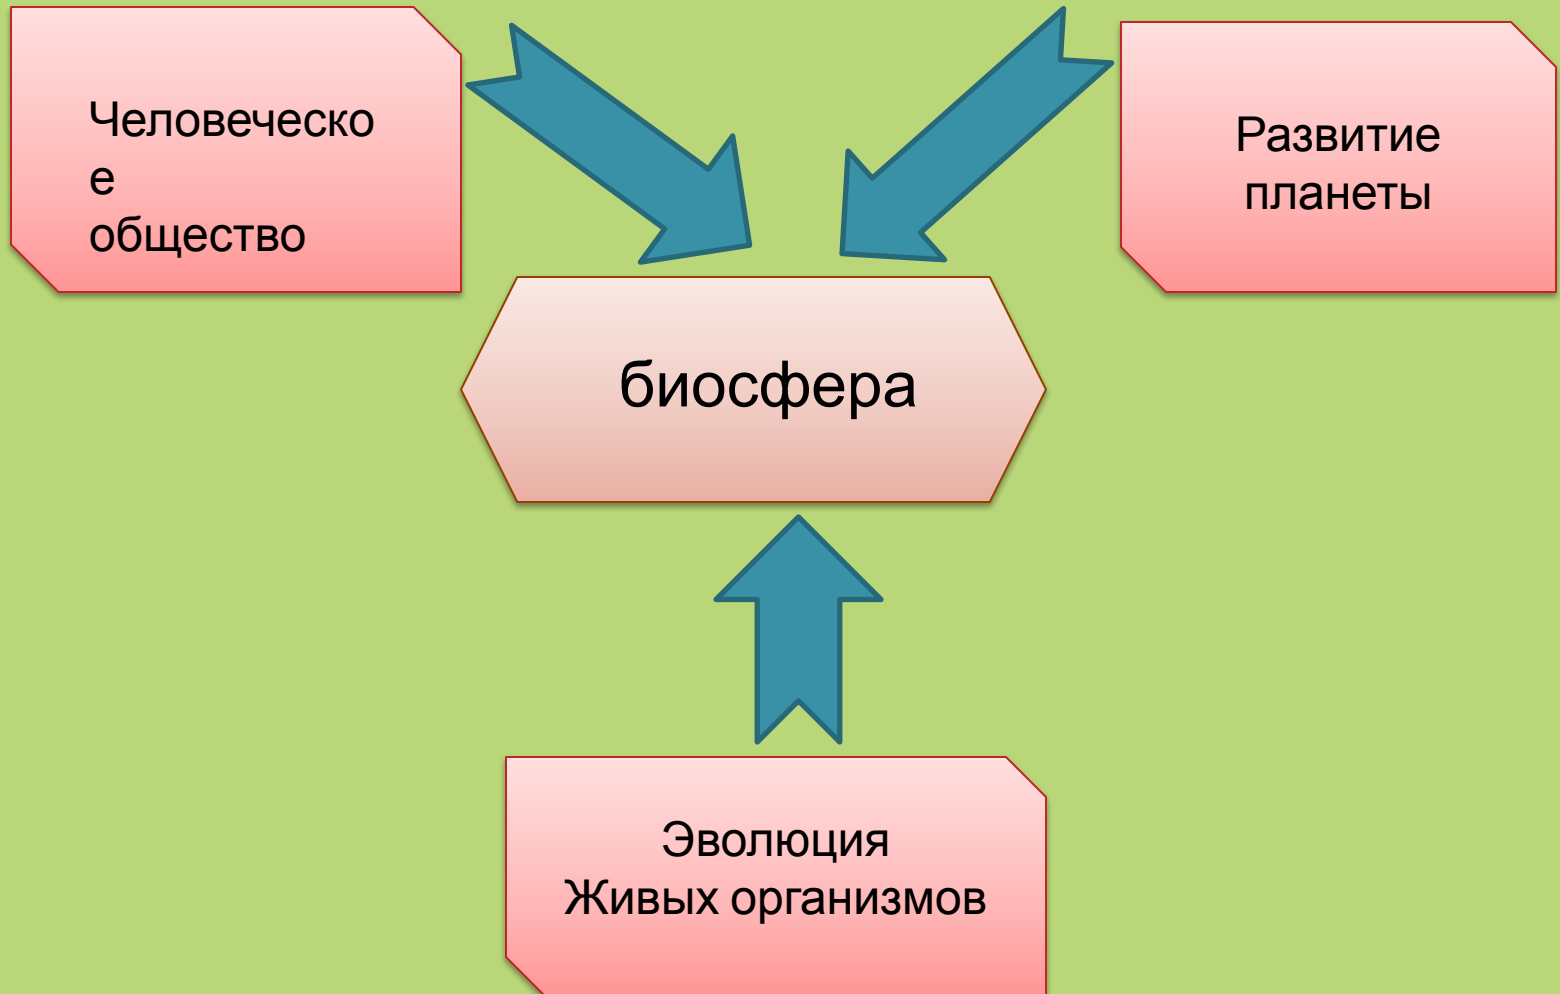 Человеческо
е
общество
Развитие
планеты
биосфера
Эволюция
Живых организмов